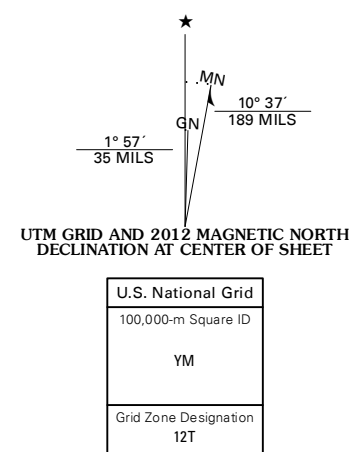 ★
MN
10° 37´
189 MILS
GN
1° 57´
35 MILS
UTM GRID AND 2012 MAGNETIC NORTH
DECLINATION AT CENTER OF SHEET
U.S. National Grid
100,000-m Square ID
YM
Grid Zone Designation
12T